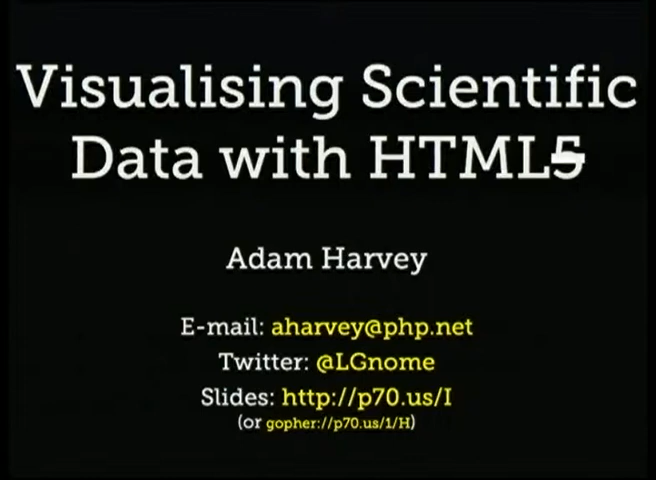 Visualising Scientific
Data with HTML5
Adam Harvey
E-mail: aharvey@php.net
Twitter: @LGnome
Slides: http://p70.us/I
(or gopher://p70.us/1/H)